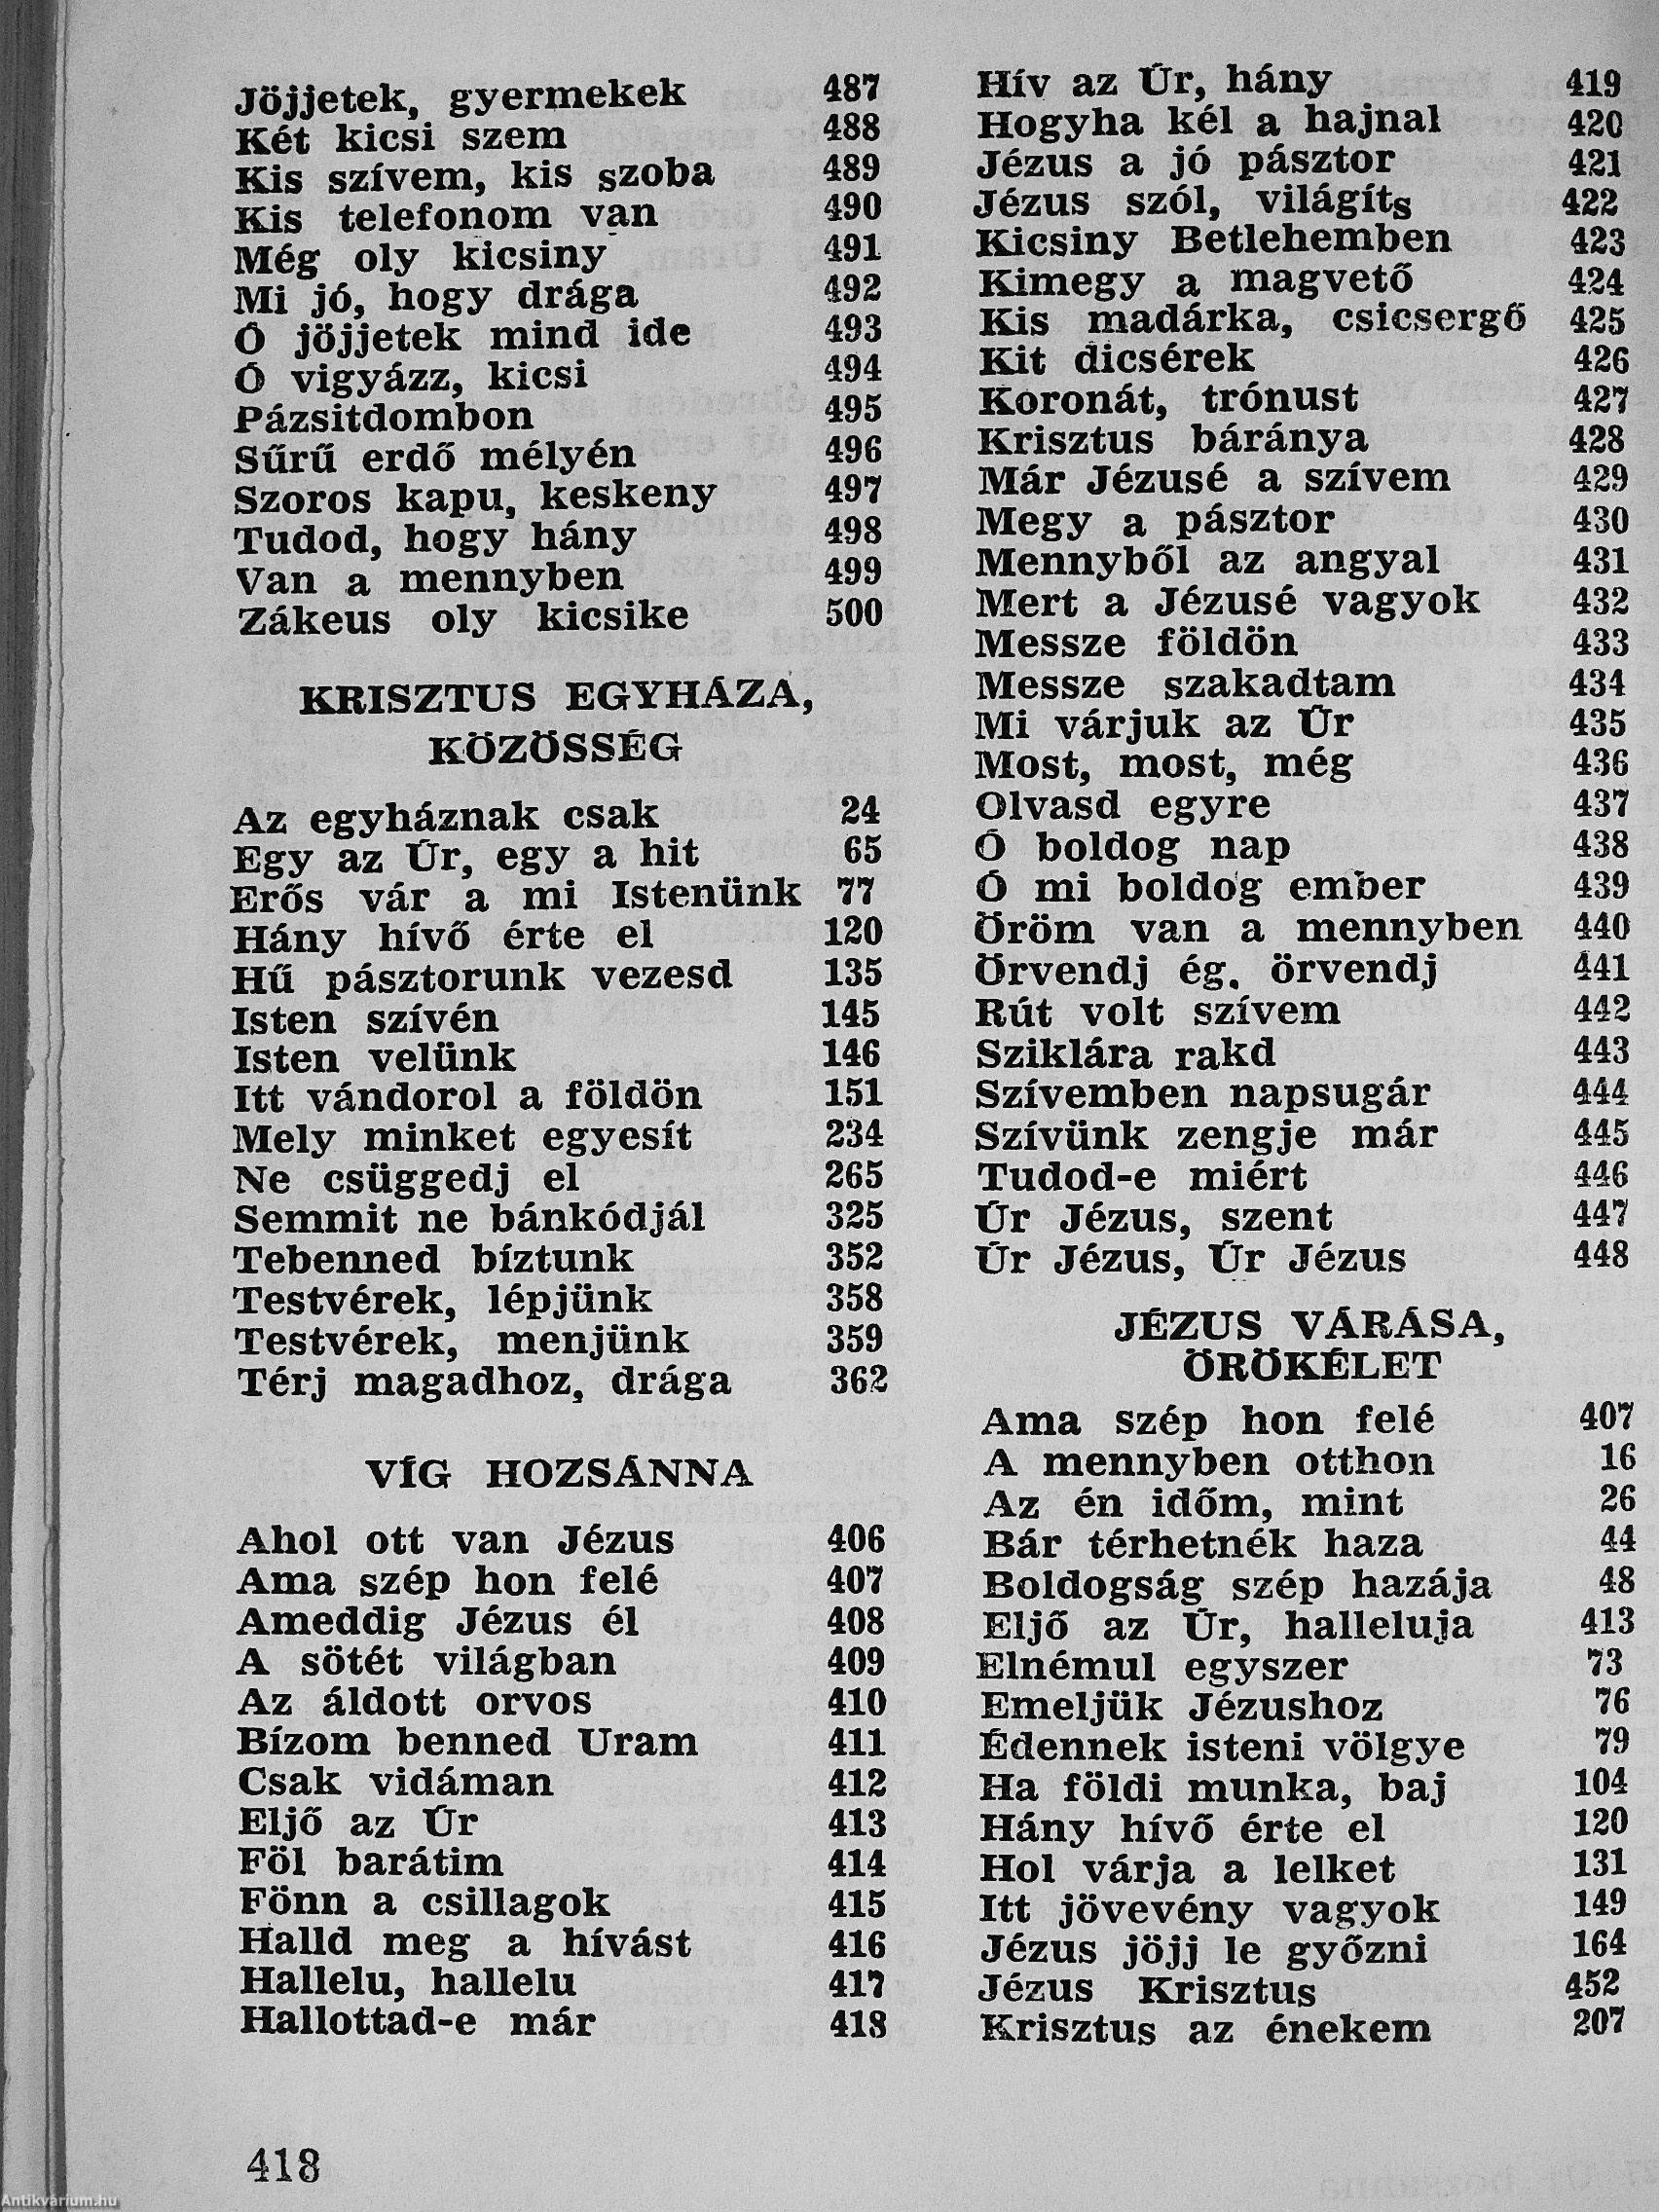 Jöjjetek, gyermekek 487
Két kicsi szem 488
Kis szívem, kis szoba 489
Kis telefonom van 490
Még oly kicsiny 491
Mi jó, hogy drága 492
Ó jöjjetek mind ide 493
Ó vigyázz, kicsi 494
Pázsitdombon 495
Sűrű erdő mélyén 496
Szoros kapu, keskeny 497
Tudod, hogy hány 498
Van a mennyben 499
Zákeus oly kicsike 500
KRISZTUS EGYHÁZA,
KÖZÖSSÉG
Az egyháznak csak 24
Egy az Úr, egy a hit 65
Erős vár a mi Istenünk 77
Hány hívő érte el 120
Hű pásztorunk vezesd 135
Isten szívén 145
Isten velünk 146
Itt vándorol a földön 151
Mely minket egyesít 234
Ne csüggedj el 265
Semmit ne bánkódjál 325
Tebenned bíztunk 352
Testvérek, lépjünk 358
Testvérek, menjünk 359
Térj magadhoz, drága 362
VÍG HOZSÁNNA
Ahol ott van Jézus 406
Ama szép hon felé 407
Ameddig Jézus él 408
A sötét világban 409
Az áldott orvos 410
Bízom benned Uram 411
Csak vidáman 412
Eljő az Úr 413
Föl barátim 414
Fönn a csillagok 415
Halld meg a hívást 416
Hallelu, hallelu 417
Hallottad-e már 418
Hív az Úr, hány 419
Hogyha kél a hajnal 420
Jézus a jó pásztor 421
Jézus szól, világíts 422
Kicsiny Betlehemben 423
Kimegy a magvető 424
Kis madárka, csicsergő 425
Kit dicsérek 426
Koronát, trónust 427
Krisztus báránya 428
Már Jézusé a szívem 429
Megy a pásztor 430
Mennyből az angyal 431
Mert a Jézusé vagyok 432
Messze földön 433
Messze szakadtam 434
Mi várjuk az Úr 435
Most, most, még 436
Olvasd egyre 437
Ó boldog nap 438
Ó mi boldog ember 439
Öröm van a mennyben 440
Örvendj ég, örvendj 441
Rút volt szívem 442
Sziklára rakd 443
Szívemben napsugár 444
Szívünk zengje már 445
Tudod-e miért 446
Úr Jézus, szent 447
Úr Jézus, Úr Jézus 448
JÉZUS VÁRÁSA,
ÖRÖKÉLET
Ama szép hon felé 407
A mennyben otthon 16
Az én időm, mint 26
Bár térhetnék haza 44
Boldogság szép hazája 48
Eljő az Úr, halleluja 413
Elnémul egyszer 73
Emeljük Jézushoz 76
Édennek isteni völgye 79
Ha földi munka, baj 104
Hány hívő érte el 120
Hol várja a lelket 131
Itt jövevény vagyok 149
Jézus jöjj le győzni 164
Jézus Krisztus 452
Krisztus az énekem 207
418
Antikvárium.hu